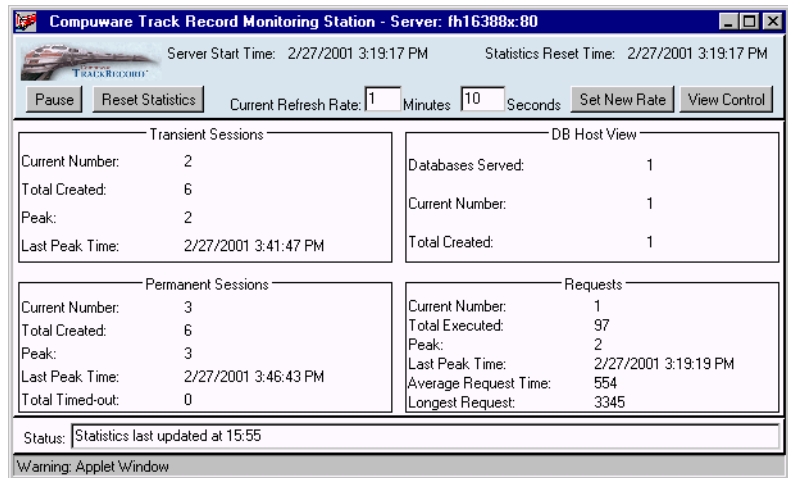 Compuware Track Record Monitoring Station - Server: fh16388x:80
Server Start Time: 2/27/2001 3:19:17 PM Statistics Reset Time: 2/27/2001 3:19:17 PM
TRACKRECORD
Pause Reset Statistics Current Refresh Rate: 1 Minutes 10 Seconds Set New Rate View Control
Transient Sessions
Current Number: 2
Total Created: 6
Peak: 2
Last Peak Time: 2/27/2001 3:41:47 PM
DB Host View
Databases Served: 1
Current Number: 1
Total Created: 1
Permanent Sessions
Current Number: 3
Total Created: 6
Peak: 3
Last Peak Time: 2/27/2001 3:46:43 PM
Total Timed-out: 0
Requests
Current Number: 1
Total Executed: 97
Peak: 2
Last Peak Time: 2/27/2001 3:19:19 PM
Average Request Time: 554
Longest Request: 3345
Status: Statistics last updated at 15:55
Warning: Applet Window